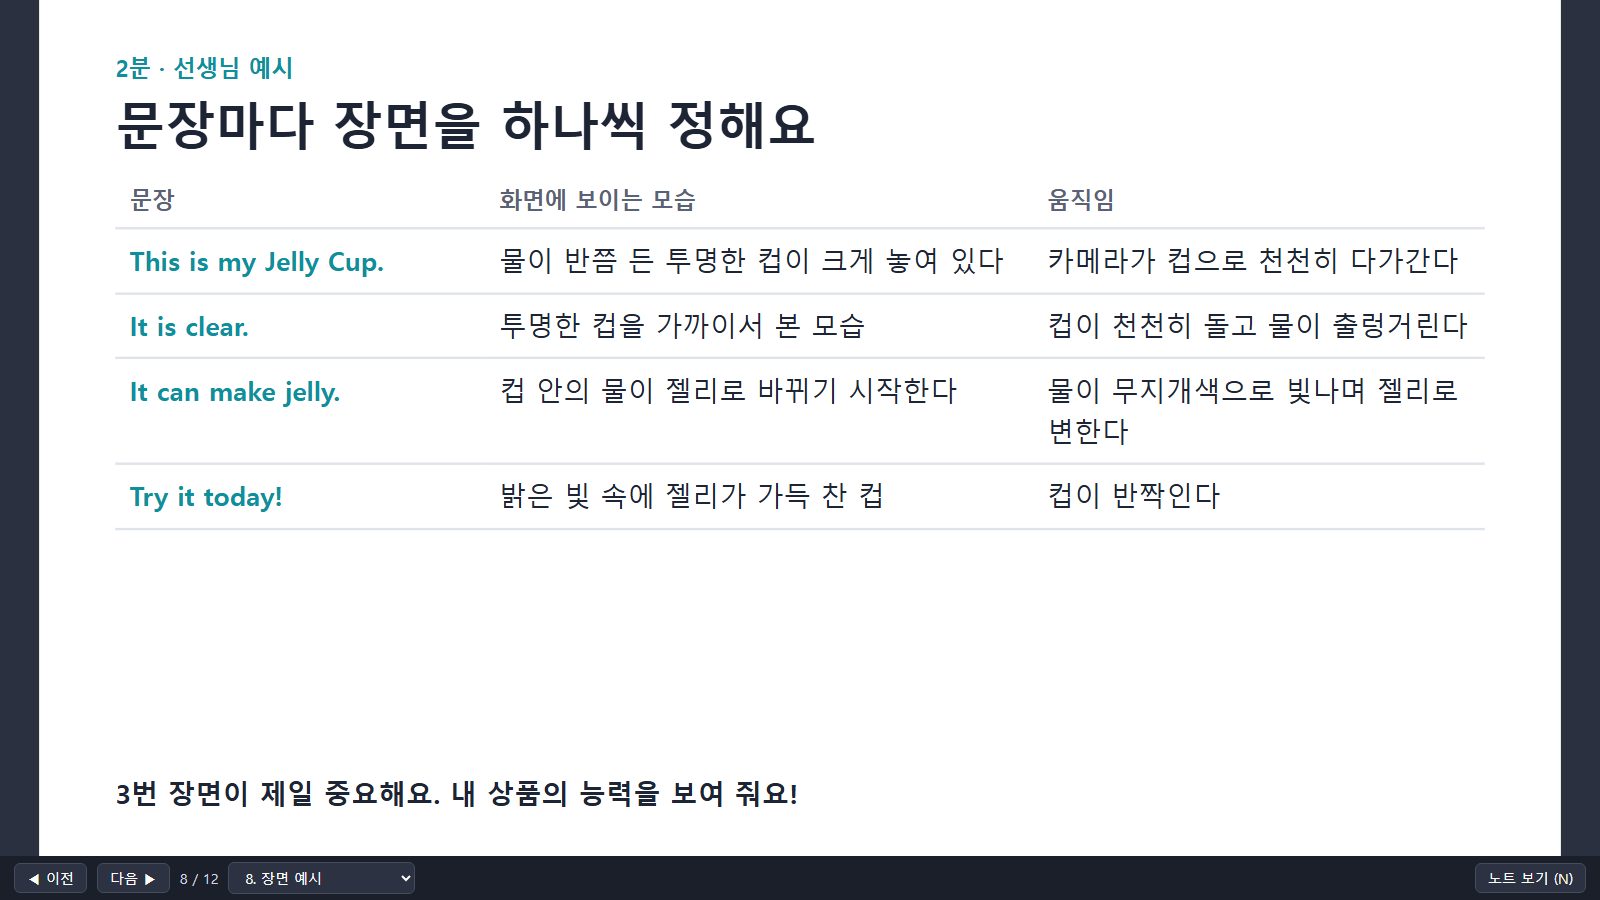 2분 · 선생님 예시
문장마다 장면을 하나씩 정해요
문장 화면에 보이는 모습 움직임
This is my Jelly Cup. 물이 반쯤 든 투명한 컵이 크게 놓여 있다 카메라가 컵으로 천천히 다가간다
It is clear. 투명한 컵을 가까이서 본 모습 컵이 천천히 돌고 물이 출렁거린다
It can make jelly. 컵 안의 물이 젤리로 바뀌기 시작한다 물이 무지개색으로 빛나며 젤리로
변한다
Try it today! 밝은 빛 속에 젤리가 가득 찬 컵 컵이 반짝인다
3번 장면이 제일 중요해요. 내 상품의 능력을 보여 줘요!
◀ 이전 다음 ▶ 8 / 12 8. 장면 예시 노트 보기 (N)